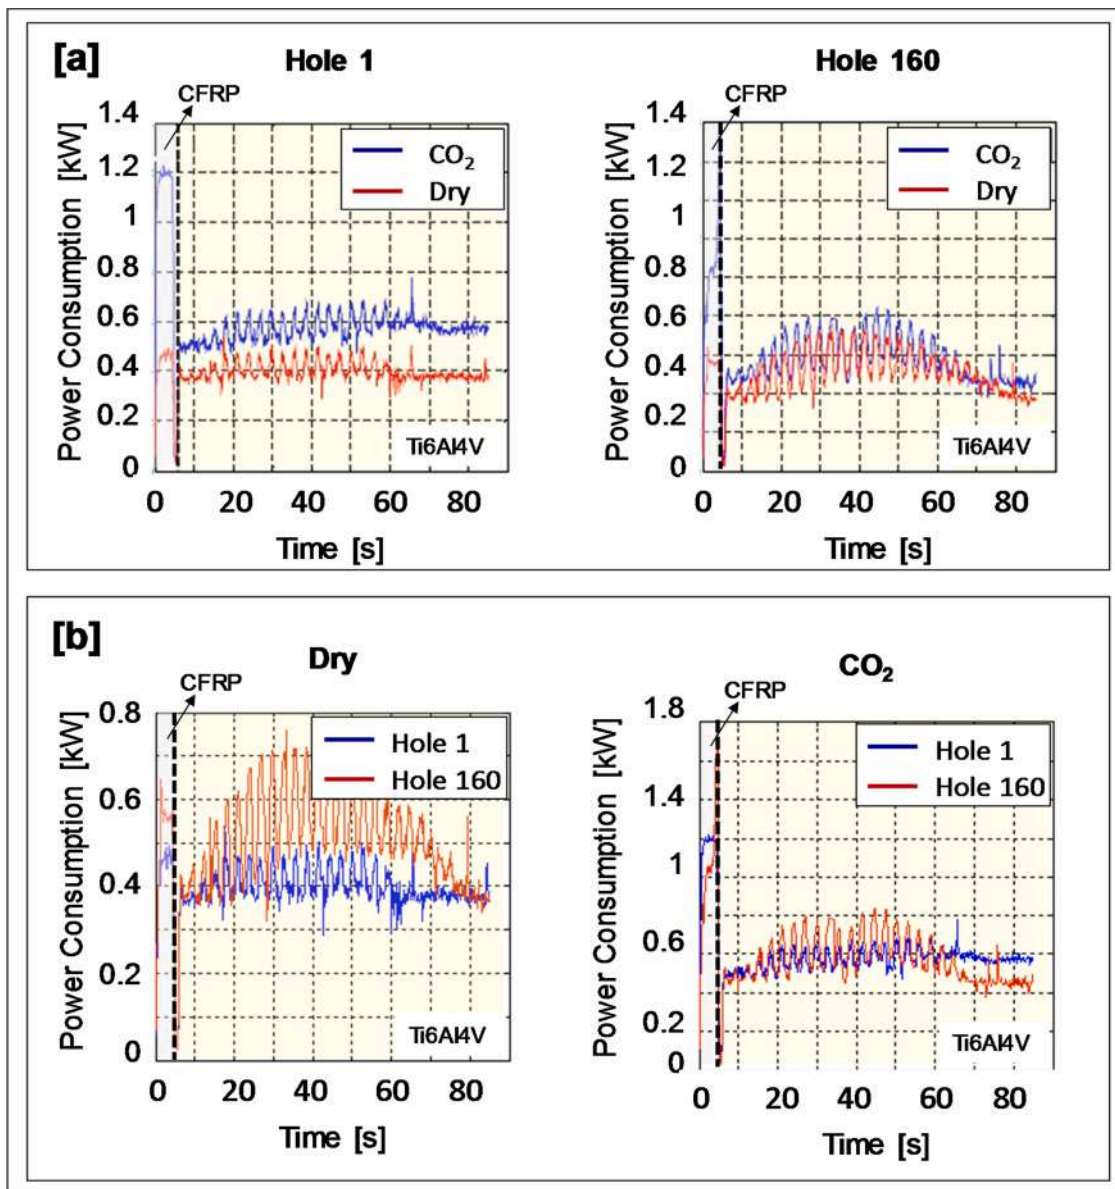 [a]
Hole 1
CFRP
Power Consumption [kW]
1.4
1.2
1
0.8
0.6
0.4
0.2
0
CO₂
Dry
Ti6Al4V
0 20 40 60 80
Time [s]
Hole 160
CFRP
Power Consumption [kW]
1.4
1.2
1
0.8
0.6
0.4
0.2
0
CO₂
Dry
Ti6Al4V
0 20 40 60 80
Time [s]
[b]
Dry
CFRP
Power Consumption [kW]
0.8
0.6
0.4
0.2
0
Hole 1
Hole 160
Ti6Al4V
0 20 40 60 80
Time [s]
CO₂
CFRP
Power Consumption [kW]
1.8
1.4
1
0.6
0.2
0
Hole 1
Hole 160
Ti6Al4V
0 20 40 60 80
Time [s]